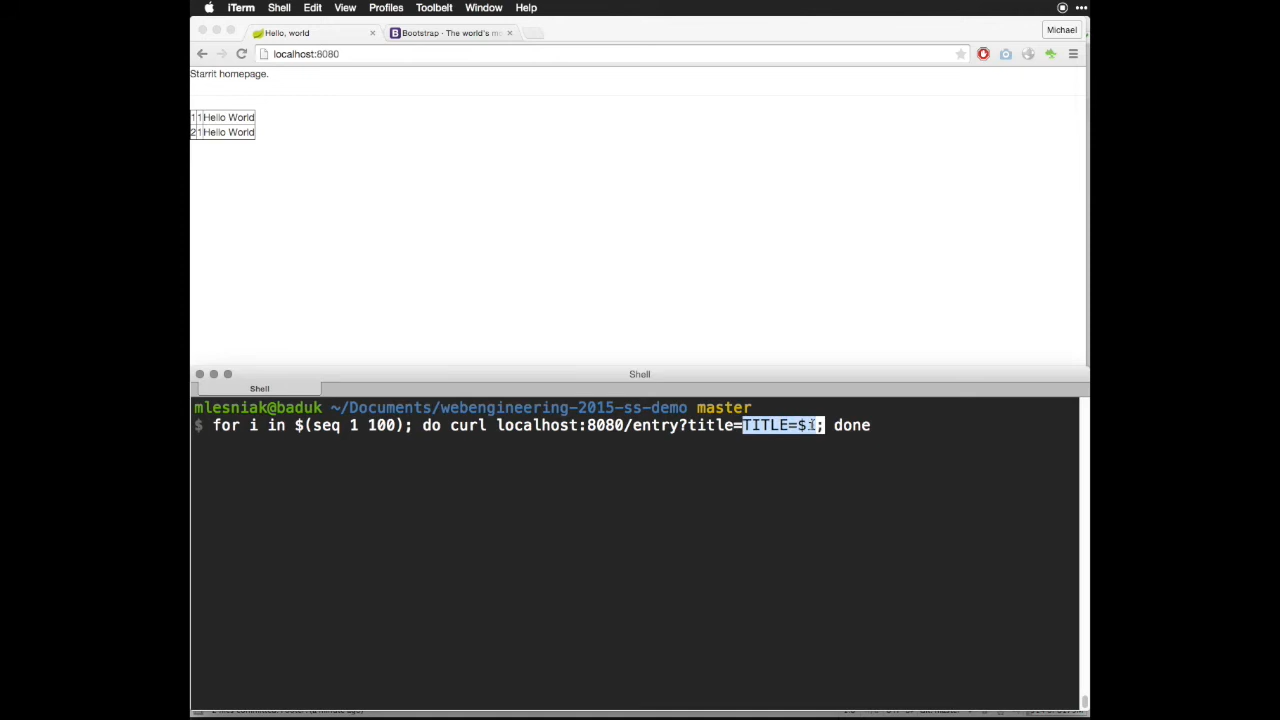 iTerm Shell Edit View Profiles Toolbelt Window Help
Hello, world
Bootstrap · The world's m
Michael
localhost:8080
Starrit homepage.
1 1 Hello World
2 1 Hello World
Shell
Shell
mlesniak@baduk ~/Documents/webengineering-2015-ss-demo master
$ for i in $(seq 1 100); do curl localhost:8080/entry?title=TITLE=$i; done